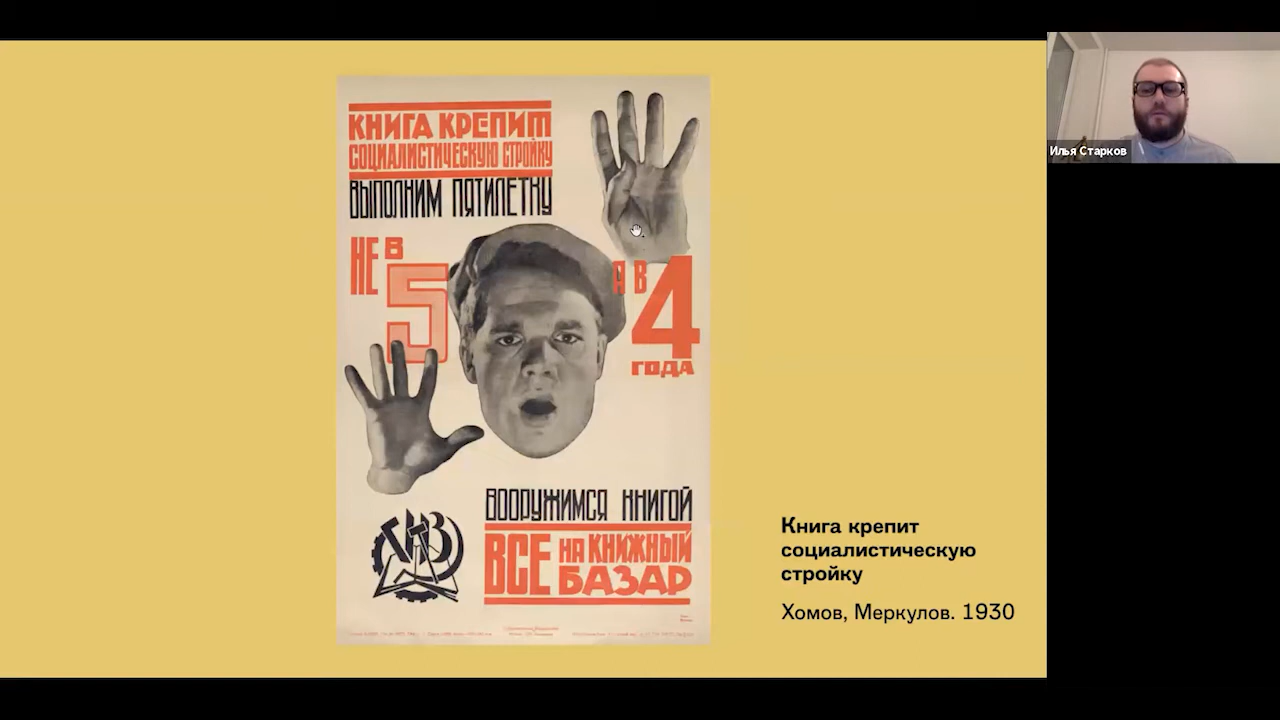 КНИГА КРЕПИТ
СОЦИАЛИСТИЧЕСКУЮ СТРОЙКУ
ВЫПОЛНИМ ПЯТИЛЕТКУ
НЕ В
5
А В
4
ГОДА
ВООРУЖИМСЯ КНИГОЙ
ВСЕ НА КНИЖНЫЙ
БАЗАР
Книга крепит
социалистическую
стройку
Хомов, Меркулов. 1930
Илья Старков